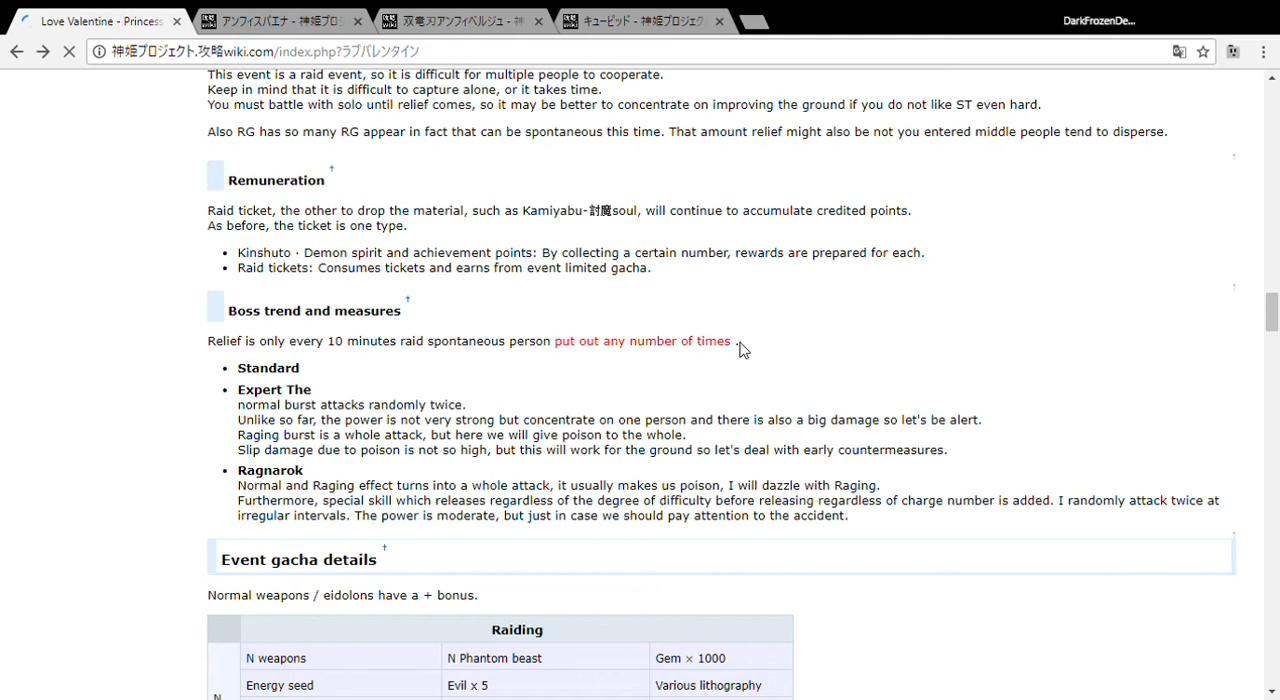 Love Valentine - Princess
アンフィスバエナ - 神姫プロジ
双竜刃アンフィベルジュ - 神
キューピッド - 神姫プロジェク
DarkFrozenDe...
神姫プロジェクト.攻略wiki.com/index.php?ラブバレンタイン
This event is a raid event, so it is difficult for multiple people to cooperate.
Keep in mind that it is difficult to capture alone, or it takes time.
You must battle with solo until relief comes, so it may be better to concentrate on improving the ground if you do not like ST even hard.
Also RG has so many RG appear in fact that can be spontaneous this time. That amount relief might also be not you entered middle people tend to disperse.
Remuneration †
Raid ticket, the other to drop the material, such as Kamiyabu-討魔soul, will continue to accumulate credited points.
As before, the ticket is one type.
• Kinshuto · Demon spirit and achievement points: By collecting a certain number, rewards are prepared for each.
• Raid tickets: Consumes tickets and earns from event limited gacha.
Boss trend and measures †
Relief is only every 10 minutes raid spontaneous person put out any number of times .
• Standard
• Expert The
normal burst attacks randomly twice.
Unlike so far, the power is not very strong but concentrate on one person and there is also a big damage so let's be alert.
Raging burst is a whole attack, but here we will give poison to the whole.
Slip damage due to poison is not so high, but this will work for the ground so let's deal with early countermeasures.
• Ragnarok
Normal and Raging effect turns into a whole attack, it usually makes us poison, I will dazzle with Raging.
Furthermore, special skill which releases regardless of the degree of difficulty before releasing regardless of charge number is added. I randomly attack twice at
irregular intervals. The power is moderate, but just in case we should pay attention to the accident.
Event gacha details †
Normal weapons / eidolons have a + bonus.
Raiding
N weapons N Phantom beast Gem × 1000
Energy seed Evil x 5 Various lithography
N